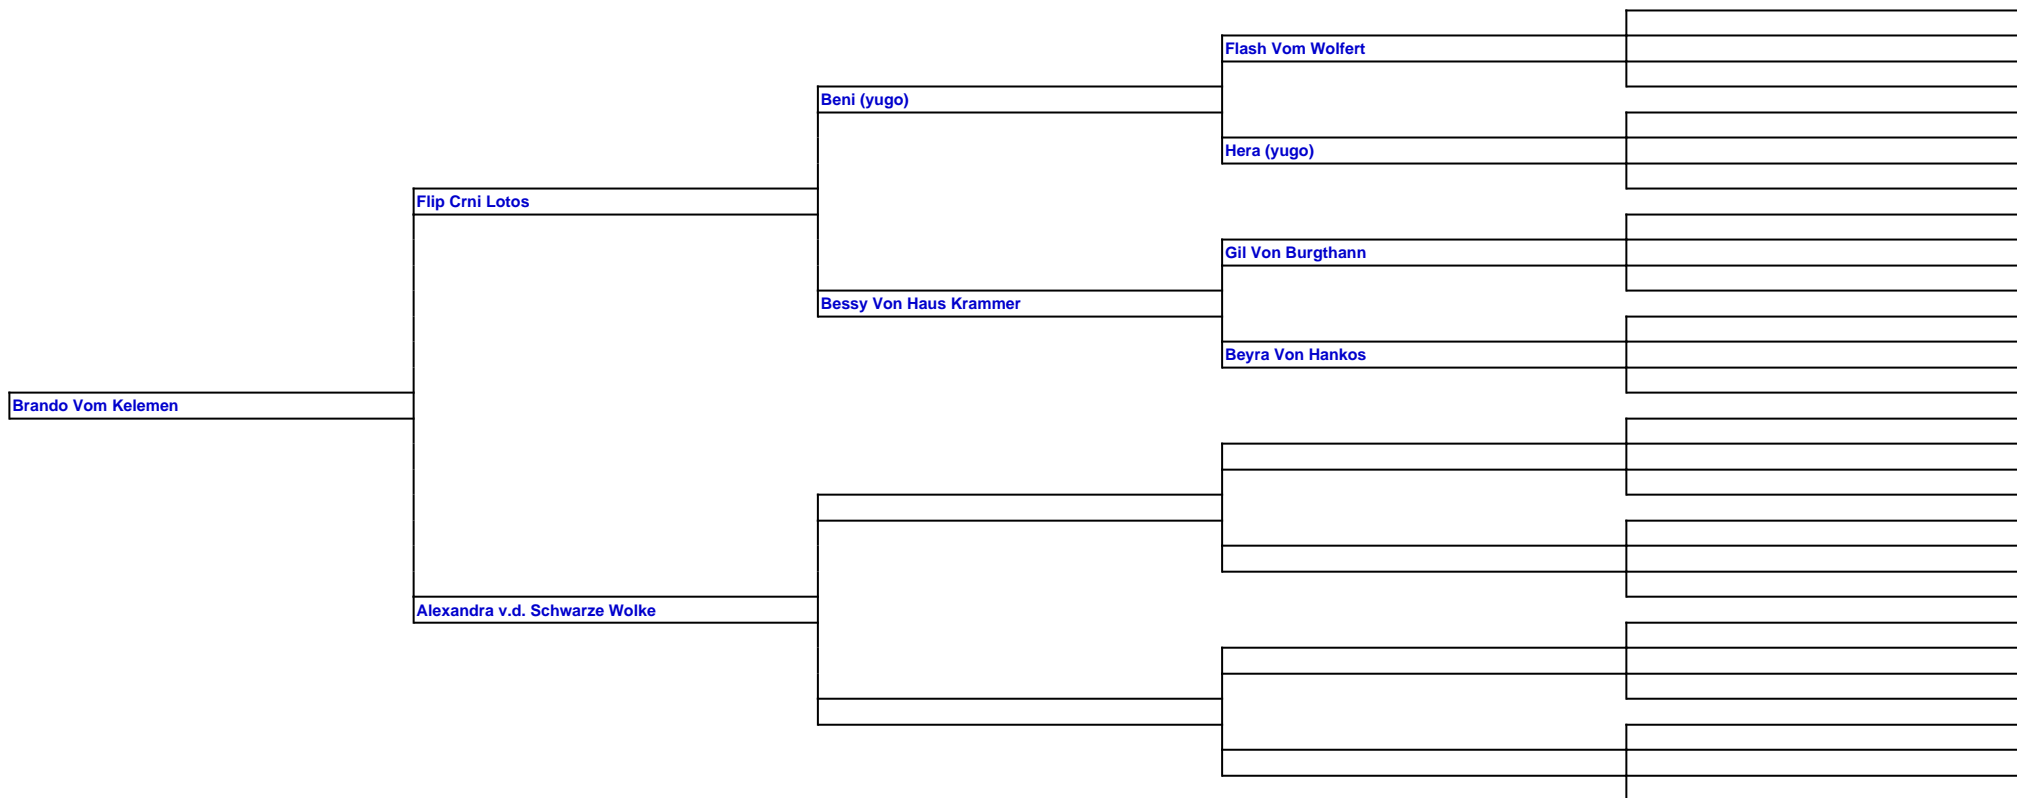 Flash Vom Wolfert
Beni (yugo)
Hera (yugo)
Flip Crni Lotos
Gil Von Burgthann
Bessy Von Haus Krammer
Beyra Von Hankos
Brando Vom Kelemen
Alexandra v.d. Schwarze Wolke